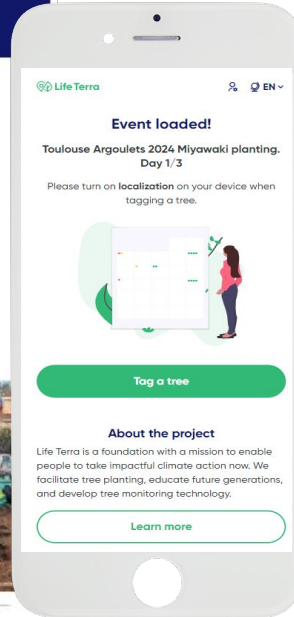 Life Terra
EN
Event loaded!
Toulouse Argoulets 2024 Miyawaki planting.
Day 1/3
Please turn on localization on your device when
tagging a tree.
Tag a tree
About the project
Life Terra is a foundation with a mission to enable
people to take impactful climate action now. We
facilitate tree planting, educate future generations,
and develop tree monitoring technology.
Learn more